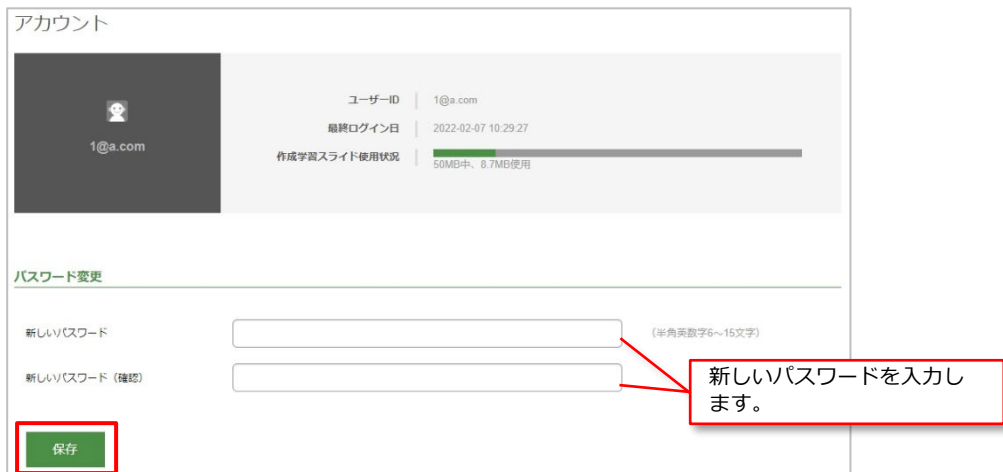 アカウント
1@a.com
ユーザーID 1@a.com
最終ログイン日 2022-02-07 10:29:27
作成学習スライド使用状況
50MB中、8.7MB使用
パスワード変更
新しいパスワード (半角英数字6～15文字)
新しいパスワード（確認）
新しいパスワードを入力し
ます。
保存